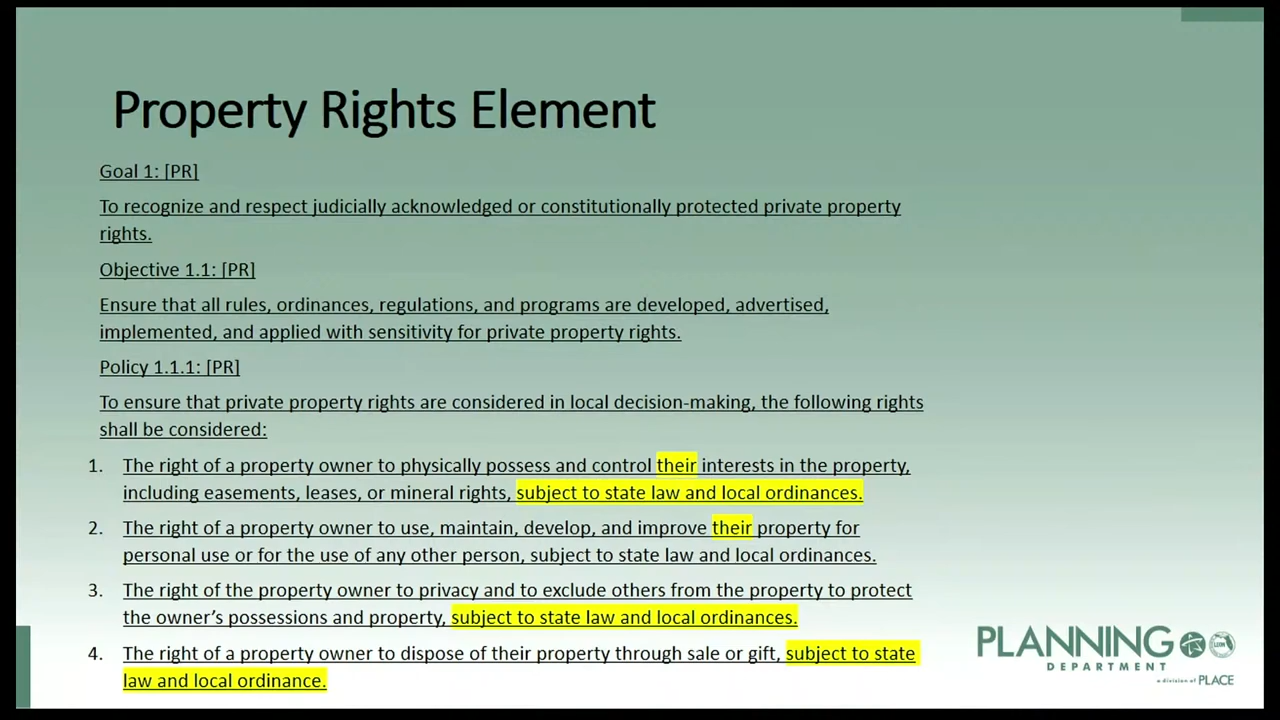 Property Rights Element
Goal 1: [PR]
To recognize and respect judicially acknowledged or constitutionally protected private property
rights.
Objective 1.1: [PR]
Ensure that all rules, ordinances, regulations, and programs are developed, advertised,
implemented, and applied with sensitivity for private property rights.
Policy 1.1.1: [PR]
To ensure that private property rights are considered in local decision-making, the following rights
shall be considered:
1. The right of a property owner to physically possess and control their interests in the property,
including easements, leases, or mineral rights, subject to state law and local ordinances.
2. The right of a property owner to use, maintain, develop, and improve their property for
personal use or for the use of any other person, subject to state law and local ordinances.
3. The right of the property owner to privacy and to exclude others from the property to protect
the owner's possessions and property, subject to state law and local ordinances.
4. The right of a property owner to dispose of their property through sale or gift, subject to state
law and local ordinance.
PLANNING
DEPARTMENT
a division of PLACE